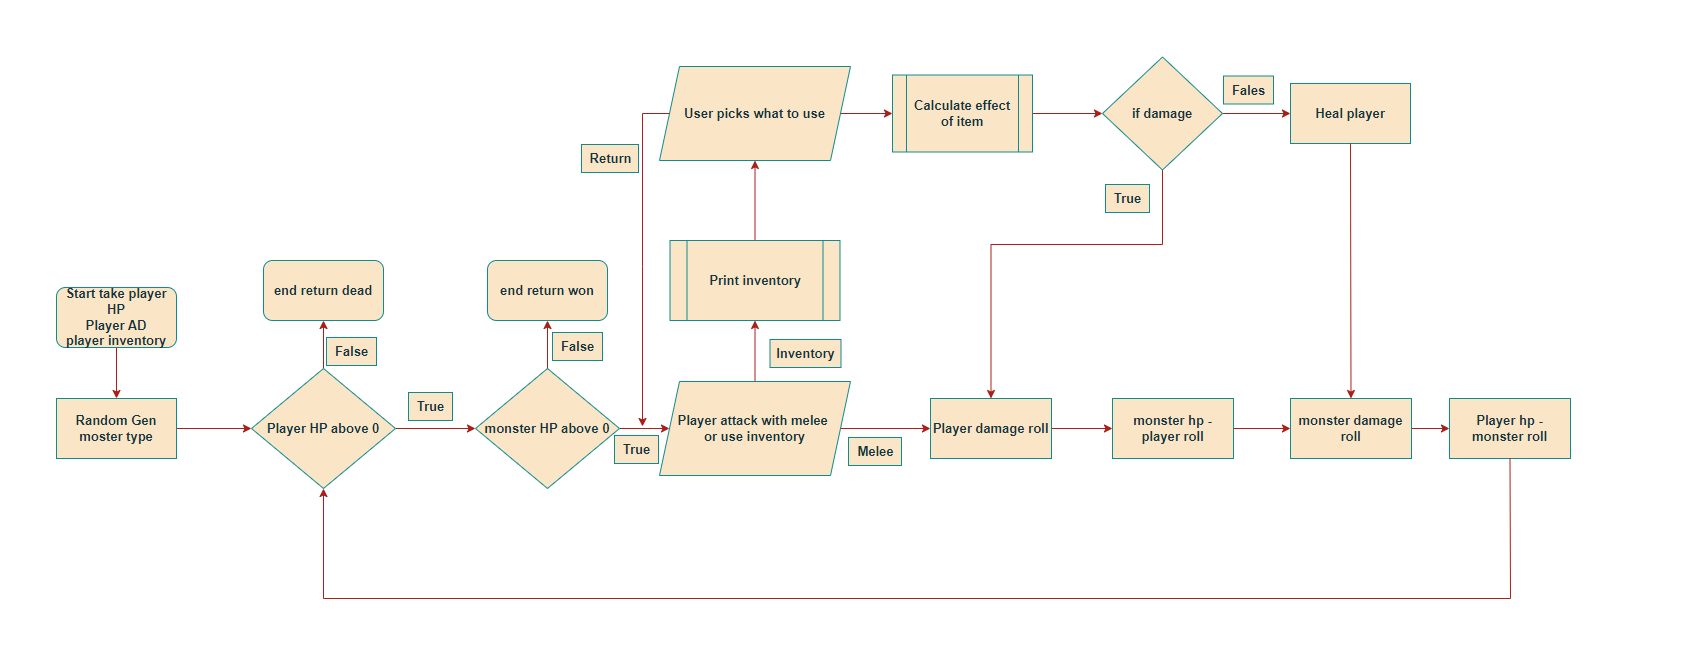 User picks what to use
Calculate effect
of item
if damage
Fales
Heal player
Return
True
Print inventory
Start take player
HP
Player AD
player inventory
end return dead
end return won
False
False
Inventory
Random Gen
moster type
Player HP above 0
True
monster HP above 0
True
Player attack with melee
or use inventory
Melee
Player damage roll
monster hp -
player roll
monster damage
roll
Player hp -
monster roll